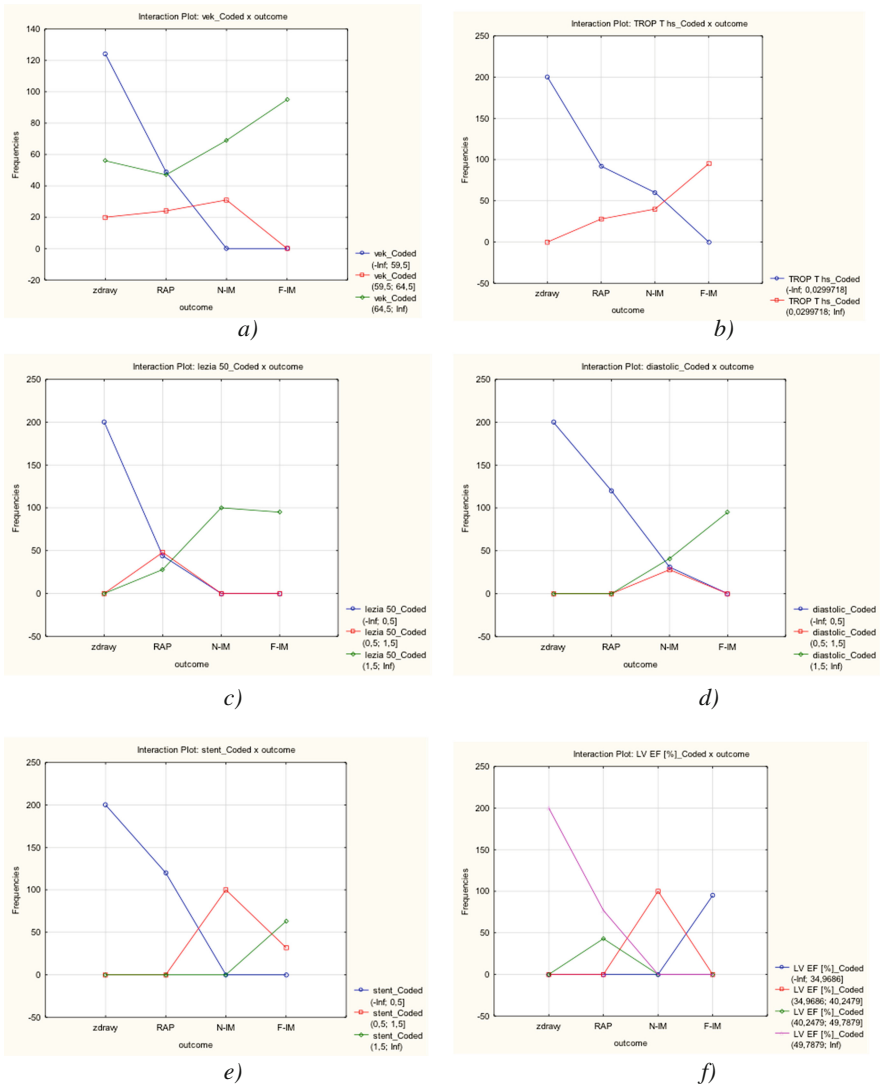 Interaction Plot: vek_Coded x outcome
140
120
100
80
60
40
20
0
-20
Frequencies
zdravy RAP N-IM F-IM
outcome
vek_Coded
(-Inf; 59,5]
vek_Coded
(59,5; 64,5]
vek_Coded
(64,5; Inf)
a)
Interaction Plot: TROP T hs_Coded x outcome
250
200
150
100
50
0
-50
Frequencies
zdravy RAP N-IM F-IM
outcome
TROP T hs_Coded
(-Inf; 0,0299718]
TROP T hs_Coded
(0,0299718; Inf)
b)
Interaction Plot: lezia 50_Coded x outcome
250
200
150
100
50
0
-50
Frequencies
zdravy RAP N-IM F-IM
outcome
lezia 50_Coded
(-Inf; 0,5]
lezia 50_Coded
(0,5; 1,5]
lezia 50_Coded
(1,5; Inf)
c)
Interaction Plot: diastolic_Coded x outcome
250
200
150
100
50
0
-50
Frequencies
zdravy RAP N-IM F-IM
outcome
diastolic_Coded
(-Inf; 0,5]
diastolic_Coded
(0,5; 1,5]
diastolic_Coded
(1,5; Inf)
d)
Interaction Plot: stent_Coded x outcome
250
200
150
100
50
0
-50
Frequencies
zdravy RAP N-IM F-IM
outcome
stent_Coded
(-Inf; 0,5]
stent_Coded
(0,5; 1,5]
stent_Coded
(1,5; Inf)
e)
Interaction Plot: LV EF [%]_Coded x outcome
250
200
150
100
50
0
-50
Frequencies
zdravy RAP N-IM F-IM
outcome
LV EF [%]_Coded
(-Inf; 34,9686]
LV EF [%]_Coded
(34,9686; 40,2479]
LV EF [%]_Coded
(40,2479; 49,7879]
LV EF [%]_Coded
(49,7879; Inf)
f)